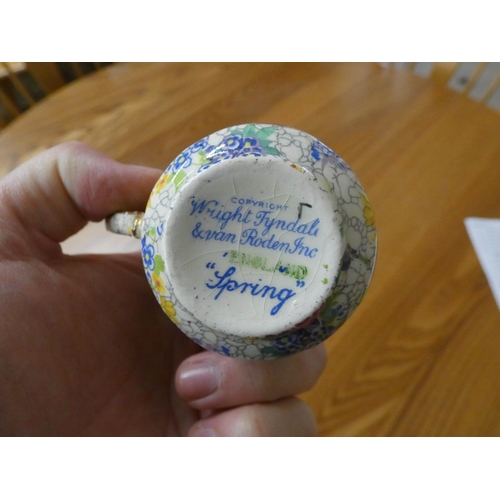 COPYRIGHT
Wright Tyndale
& van Roden Inc
ENGLAND
"Spring"